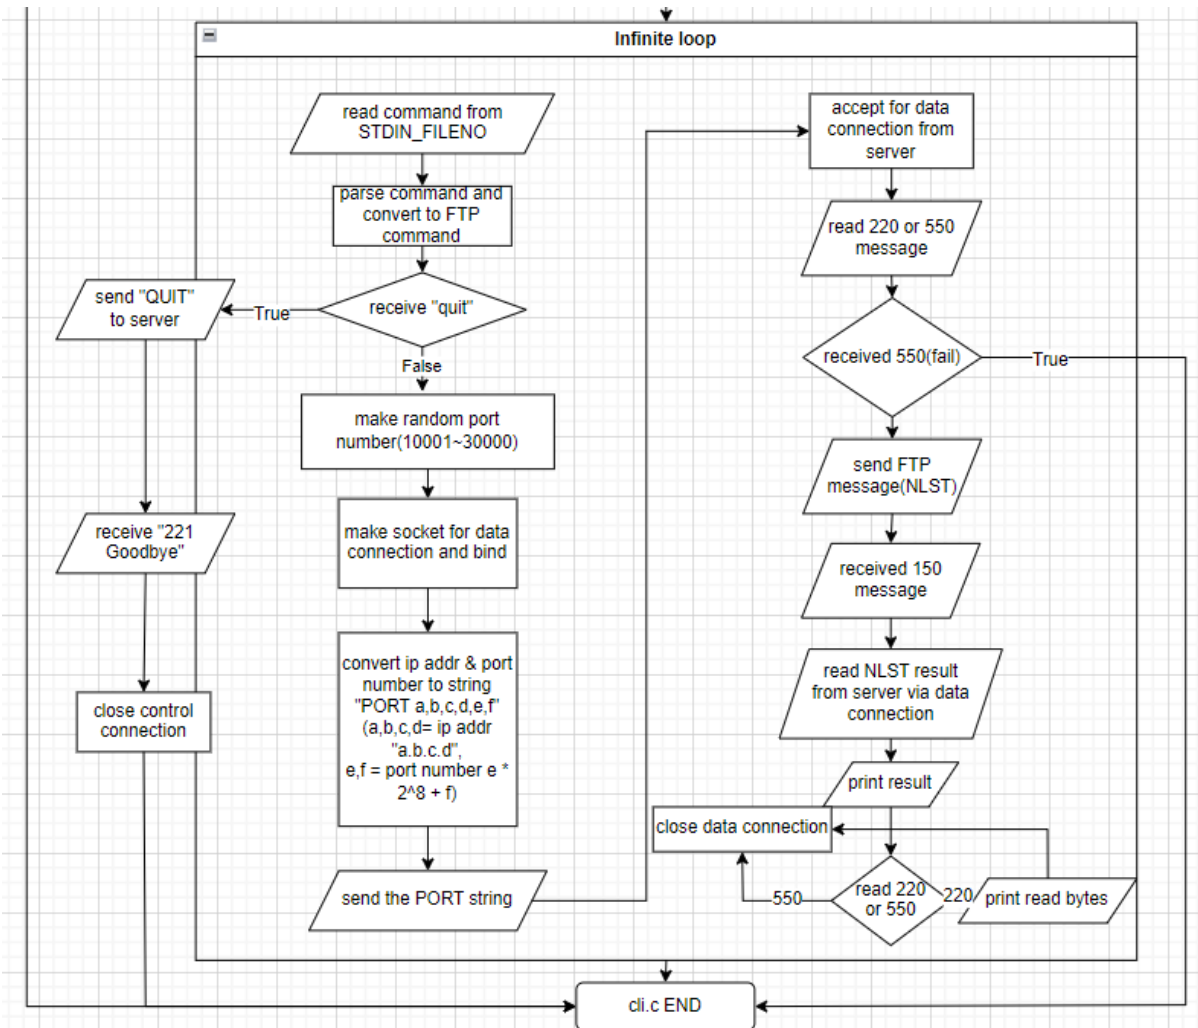 Infinite loop
read command from
STDIN_FILENO
parse command and
convert to FTP
command
receive "quit"
True
send "QUIT"
to server
receive "221
Goodbye"
close control
connection
False
make random port
number(10001~30000)
make socket for data
connection and bind
convert ip addr & port
number to string
"PORT a,b,c,d,e,f"
(a,b,c,d= ip addr
"a.b.c.d",
e,f = port number e *
2^8 + f)
send the PORT string
accept for data
connection from
server
read 220 or 550
message
received 550(fail)
True
send FTP
message(NLST)
received 150
message
read NLST result
from server via data
connection
print result
close data connection
read 220
or 550
550
220
print read bytes
cli.c END